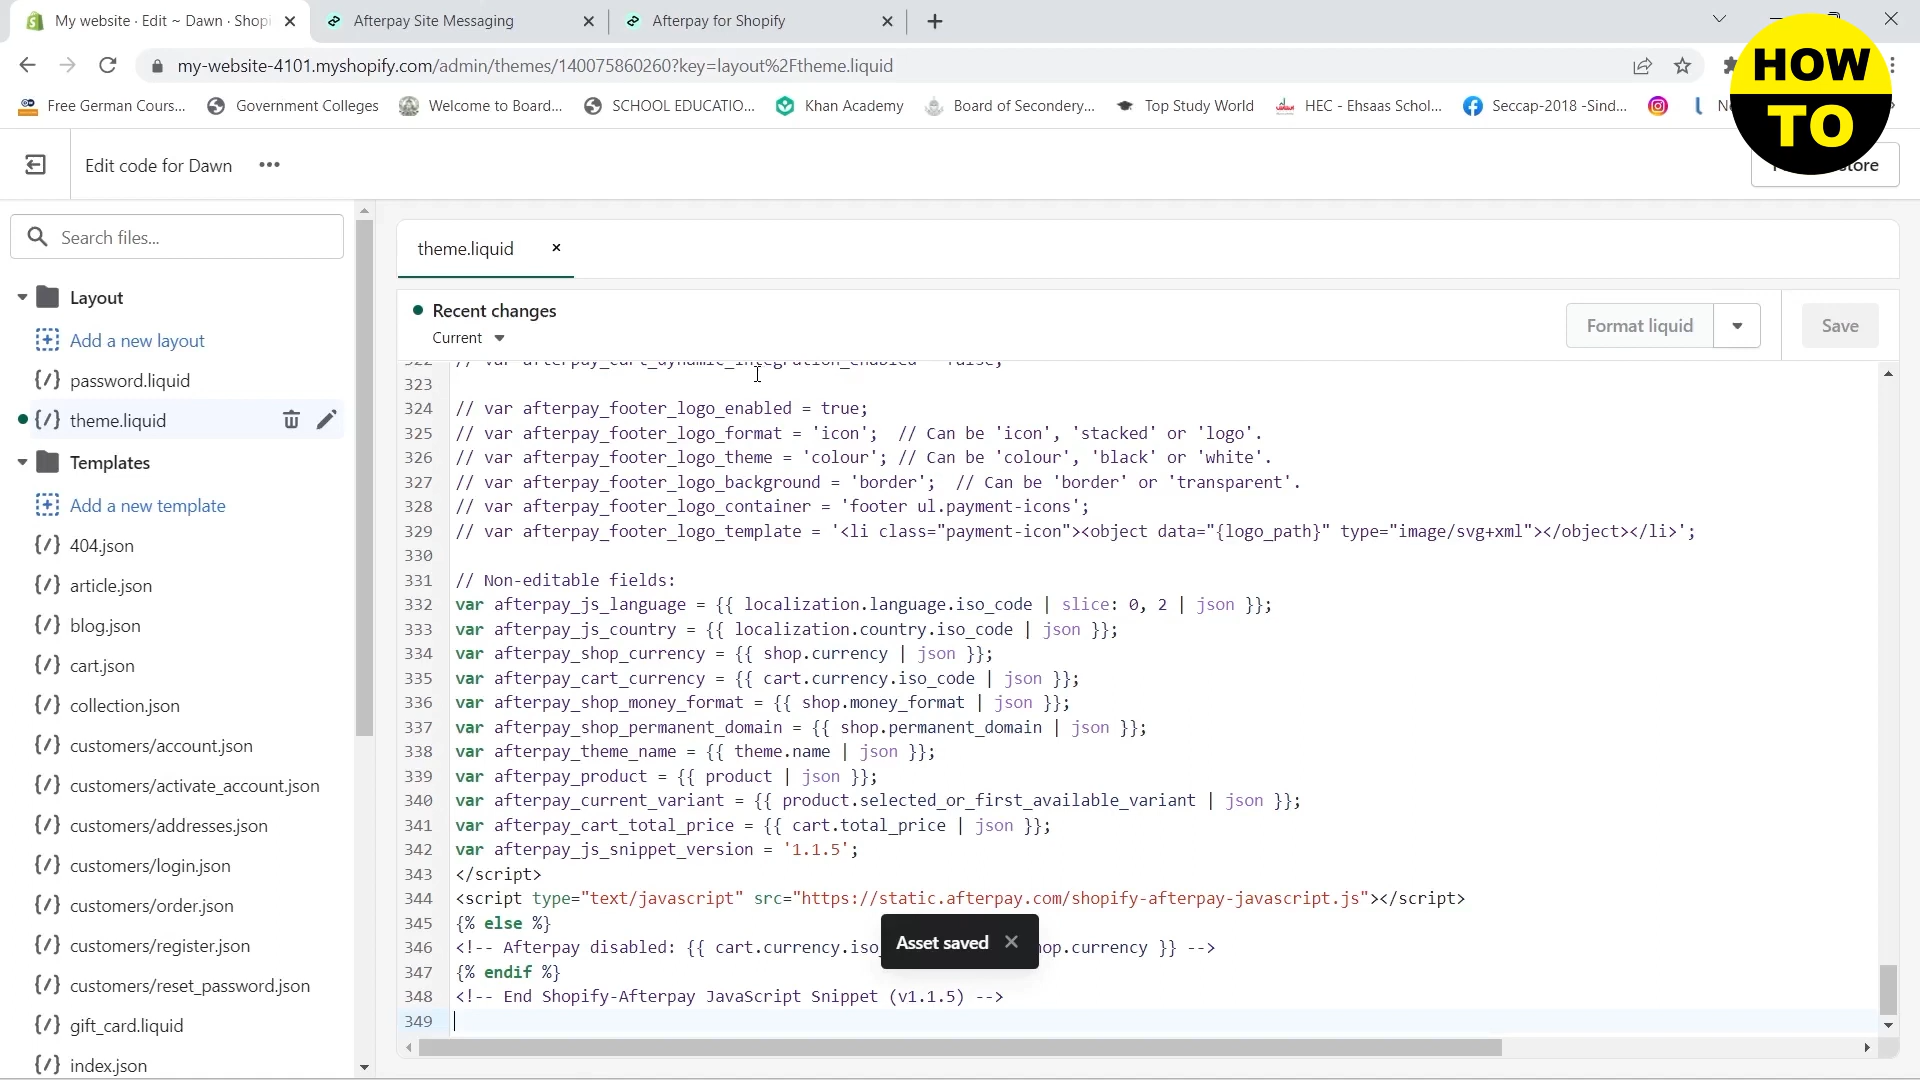 My website · Edit ~ Dawn · Shopi
Afterpay Site Messaging
Afterpay for Shopify
my-website-4101.myshopify.com/admin/themes/140075860260?key=layout%2Ftheme.liquid
Free German Cours...
Government Colleges
Welcome to Board...
SCHOOL EDUCATIO...
Khan Academy
Board of Secondery...
Top Study World
HEC - Ehsaas Schol...
Seccap-2018 -Sind...
HOW
TO
Edit code for Dawn
Search files...
Layout
Add a new layout
password.liquid
theme.liquid
Templates
Add a new template
404.json
article.json
blog.json
cart.json
collection.json
customers/account.json
customers/activate_account.json
customers/addresses.json
customers/login.json
customers/order.json
customers/register.json
customers/reset_password.json
gift_card.liquid
index.json
theme.liquid
Recent changes
Current
Format liquid
Save
322 // var afterpay_cart_dynamic_integration_enabled = false;
323
324 // var afterpay_footer_logo_enabled = true;
325 // var afterpay_footer_logo_format = 'icon'; // Can be 'icon', 'stacked' or 'logo'.
326 // var afterpay_footer_logo_theme = 'colour'; // Can be 'colour', 'black' or 'white'.
327 // var afterpay_footer_logo_background = 'border'; // Can be 'border' or 'transparent'.
328 // var afterpay_footer_logo_container = 'footer ul.payment-icons';
329 // var afterpay_footer_logo_template = '<li class="payment-icon"><object data="{logo_path}" type="image/svg+xml"></object></li>';
330
331 // Non-editable fields:
332 var afterpay_js_language = {{ localization.language.iso_code | slice: 0, 2 | json }};
333 var afterpay_js_country = {{ localization.country.iso_code | json }};
334 var afterpay_shop_currency = {{ shop.currency | json }};
335 var afterpay_cart_currency = {{ cart.currency.iso_code | json }};
336 var afterpay_shop_money_format = {{ shop.money_format | json }};
337 var afterpay_shop_permanent_domain = {{ shop.permanent_domain | json }};
338 var afterpay_theme_name = {{ theme.name | json }};
339 var afterpay_product = {{ product | json }};
340 var afterpay_current_variant = {{ product.selected_or_first_available_variant | json }};
341 var afterpay_cart_total_price = {{ cart.total_price | json }};
342 var afterpay_js_snippet_version = '1.1.5';
343 </script>
344 <script type="text/javascript" src="https://static.afterpay.com/shopify-afterpay-javascript.js"></script>
345 {% else %}
346 <!-- Afterpay disabled: {{ cart.currency.iso_ op.currency }} -->
347 {% endif %}
348 <!-- End Shopify-Afterpay JavaScript Snippet (v1.1.5) -->
349
Asset saved